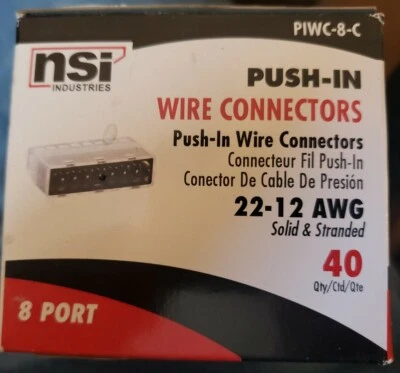 PIWC-8-C
nsi
INDUSTRIES
PUSH-IN
WIRE CONNECTORS
Push-In Wire Connectors
Connecteur Fil Push-In
Conector De Cable De Presión
22-12 AWG
Solid & Stranded
40
Qty/Ctd/Qte
8 PORT